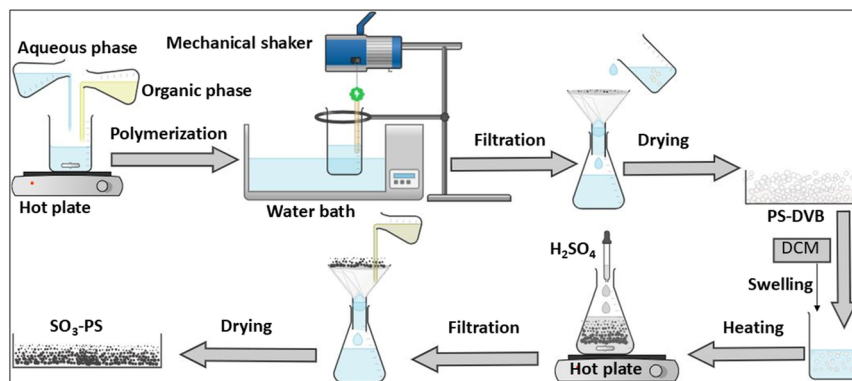 Aqueous phase
Organic phase
Hot plate
Polymerization
Mechanical shaker
Water bath
Filtration
Drying
PS-DVB
DCM
Swelling
Heating
H₂SO₄
Hot plate
Filtration
Drying
SO₃-PS